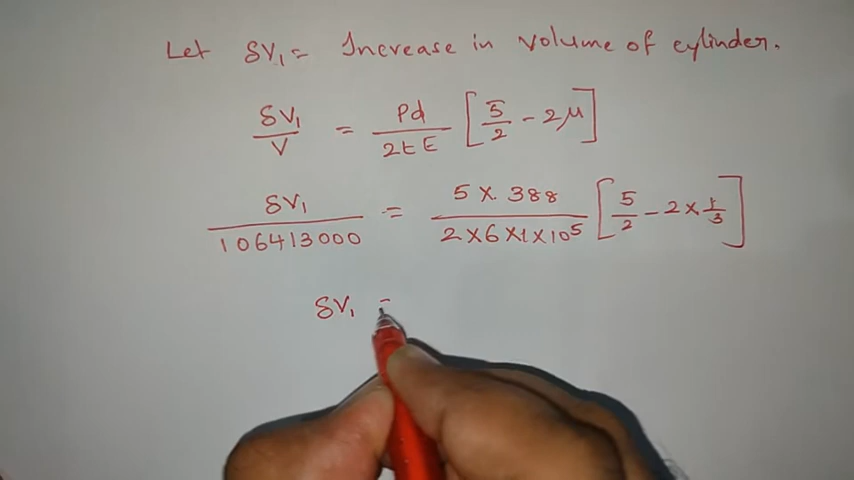 Let δV₁ = Increase in volume of cylinder.
δV₁/V = Pd/2tE [5/2 - 2μ]
δV₁/106413000 = 5 × 388/2×6×1×10⁵ [5/2 - 2×1/3]
δV₁ =